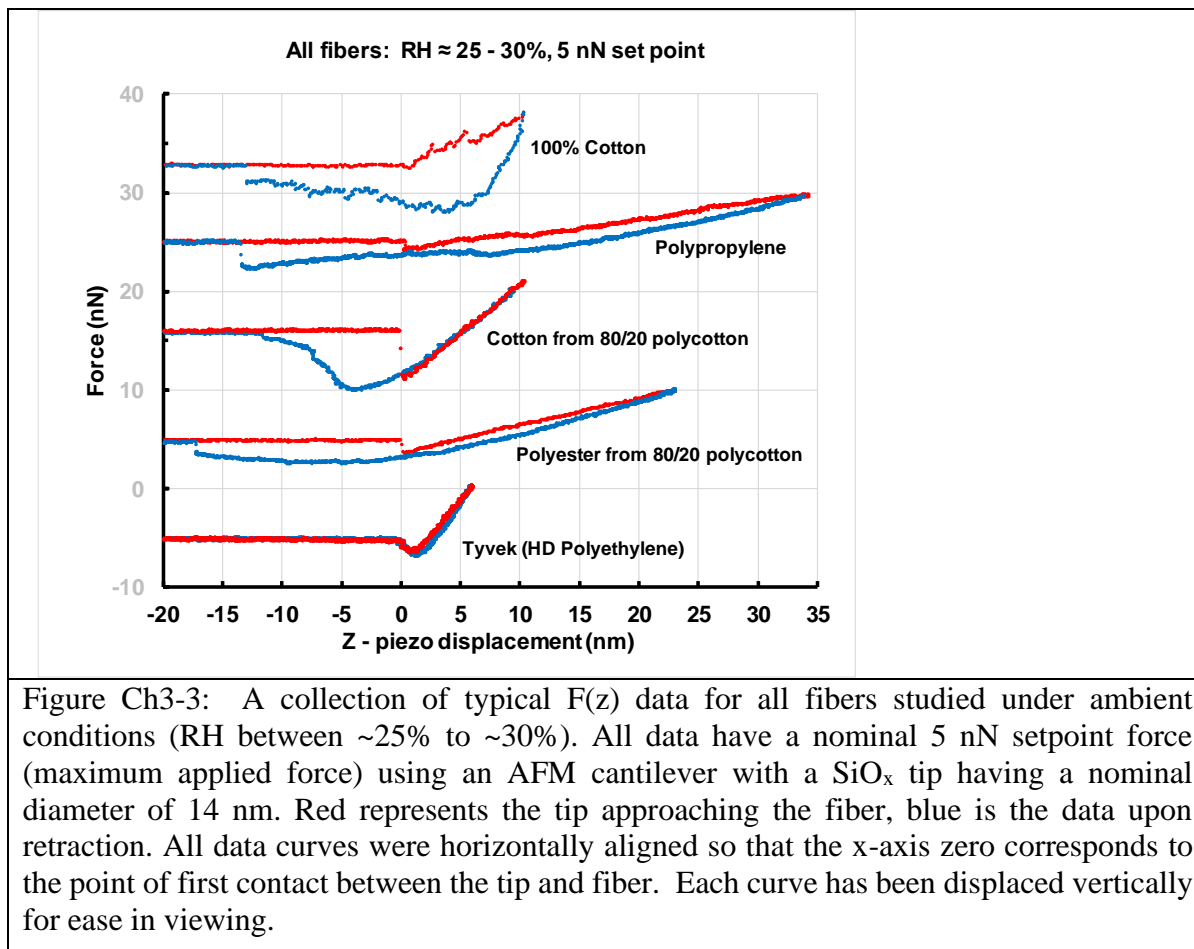 All fibers: RH ≈ 25 - 30%, 5 nN set point
40
100% Cotton
30
Polypropylene
20
Cotton from 80/20 polycotton
Force (nN)
10
Polyester from 80/20 polycotton
0
Tyvek (HD Polyethylene)
-10
-20 -15 -10 -5 0 5 10 15 20 25 30 35
Z - piezo displacement (nm)
Figure Ch3-3: A collection of typical F(z) data for all fibers studied under ambient
conditions (RH between ~25% to ~30%). All data have a nominal 5 nN setpoint force
(maximum applied force) using an AFM cantilever with a SiOₓ tip having a nominal
diameter of 14 nm. Red represents the tip approaching the fiber, blue is the data upon
retraction. All data curves were horizontally aligned so that the x-axis zero corresponds to
the point of first contact between the tip and fiber. Each curve has been displaced vertically
for ease in viewing.